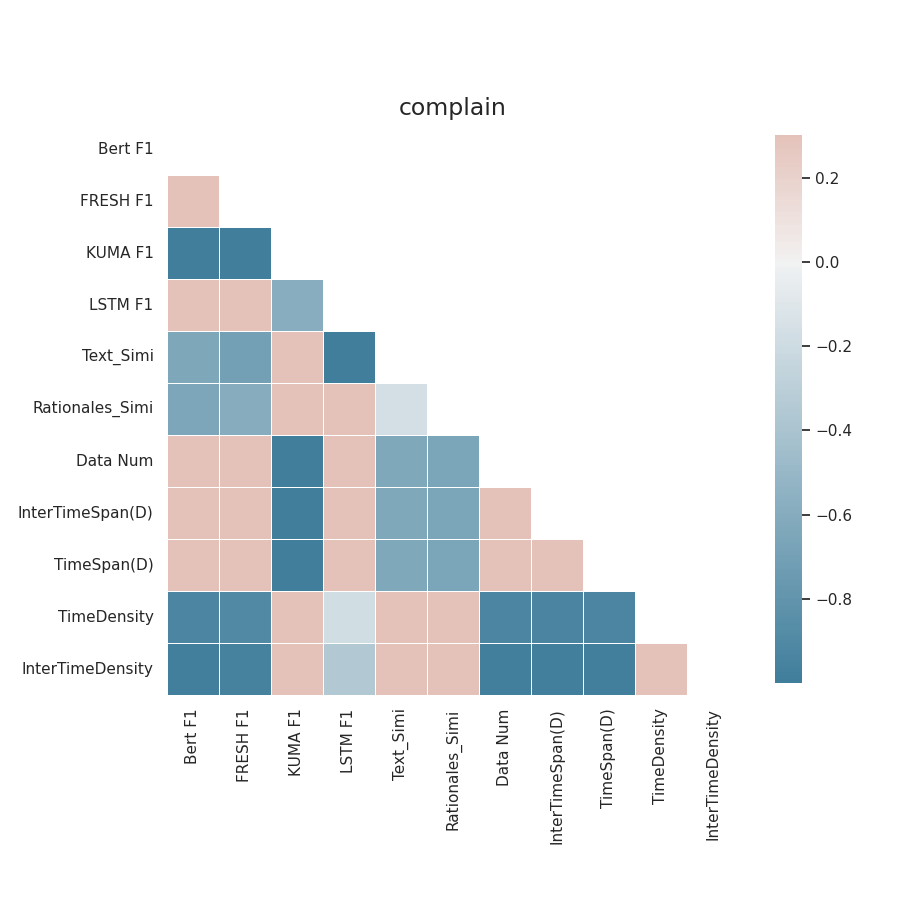 complain
Bert F1
FRESH F1
KUMA F1
LSTM F1
Text_Simi
Rationales_Simi
Data Num
InterTimeSpan(D)
TimeSpan(D)
TimeDensity
InterTimeDensity
Bert F1
FRESH F1
KUMA F1
LSTM F1
Text_Simi
Rationales_Simi
Data Num
InterTimeSpan(D)
TimeSpan(D)
TimeDensity
InterTimeDensity
0.2
0.0
−0.2
−0.4
−0.6
−0.8